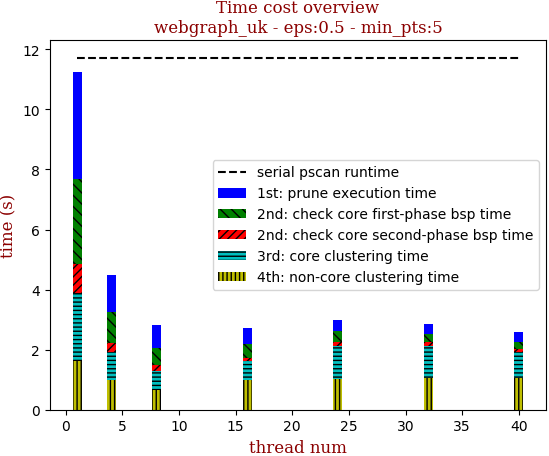 Time cost overview
webgraph_uk - eps:0.5 - min_pts:5
time (s)
12
10
8
6
4
2
0
serial pscan runtime
1st: prune execution time
2nd: check core first-phase bsp time
2nd: check core second-phase bsp time
3rd: core clustering time
4th: non-core clustering time
0 5 10 15 20 25 30 35 40
thread num